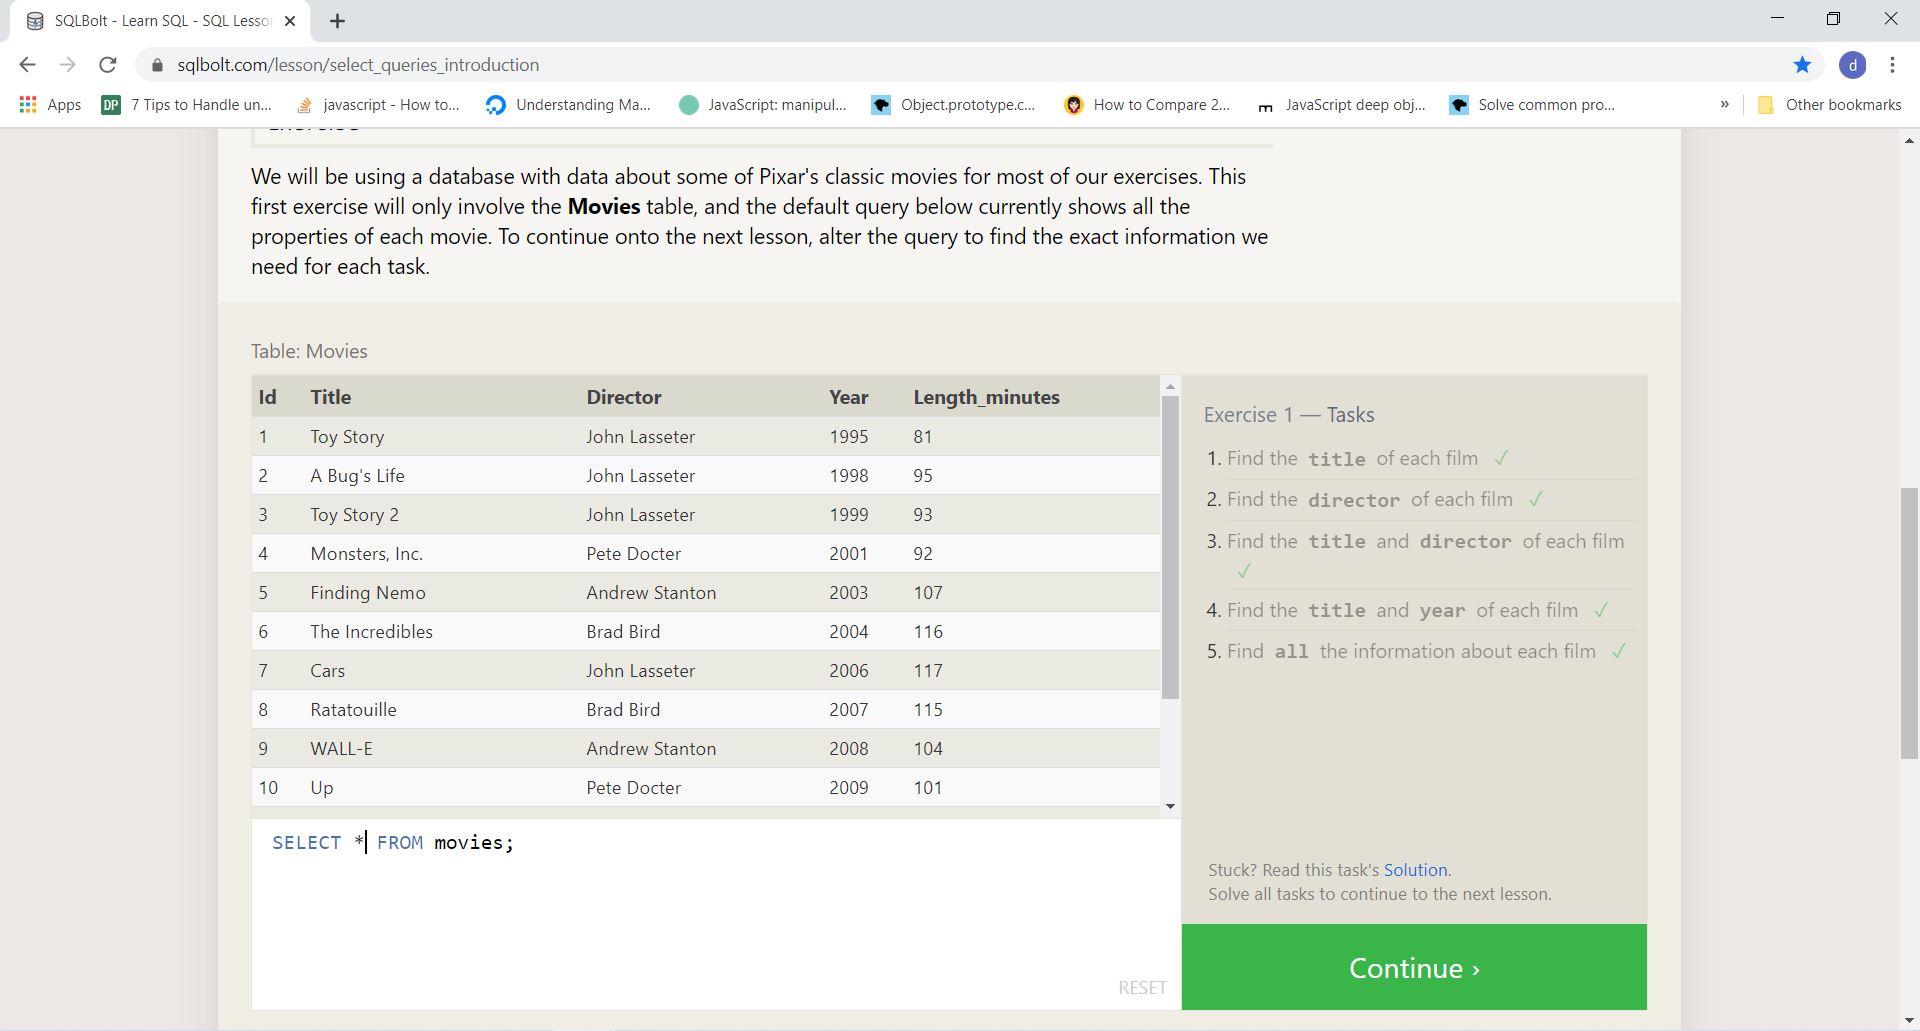 SQLBolt - Learn SQL - SQL Lesso
sqlbolt.com/lesson/select_queries_introduction
d
Apps
DP
7 Tips to Handle un...
javascript - How to...
Understanding Ma...
JavaScript: manipul...
Object.prototype.c...
How to Compare 2...
JavaScript deep obj...
Solve common pro...
»
Other bookmarks
Exercise
We will be using a database with data about some of Pixar's classic movies for most of our exercises. This
first exercise will only involve the Movies table, and the default query below currently shows all the
properties of each movie. To continue onto the next lesson, alter the query to find the exact information we
need for each task.
Table: Movies
Id Title Director Year Length_minutes
1 Toy Story John Lasseter 1995 81
2 A Bug's Life John Lasseter 1998 95
3 Toy Story 2 John Lasseter 1999 93
4 Monsters, Inc. Pete Docter 2001 92
5 Finding Nemo Andrew Stanton 2003 107
6 The Incredibles Brad Bird 2004 116
7 Cars John Lasseter 2006 117
8 Ratatouille Brad Bird 2007 115
9 WALL-E Andrew Stanton 2008 104
10 Up Pete Docter 2009 101
SELECT * FROM movies;
RESET
Exercise 1 — Tasks
1. Find the title of each film ✓
2. Find the director of each film ✓
3. Find the title and director of each film
✓
4. Find the title and year of each film ✓
5. Find all the information about each film ✓
Stuck? Read this task's Solution.
Solve all tasks to continue to the next lesson.
Continue ›